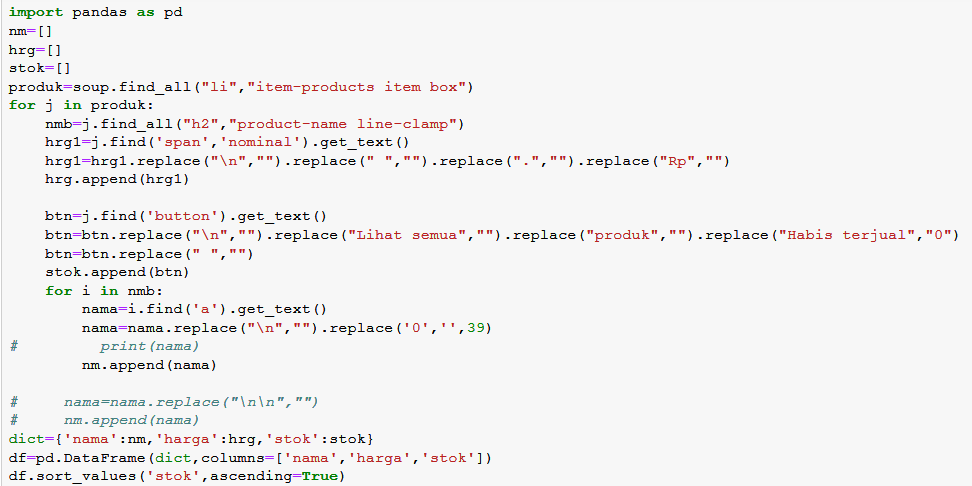 import pandas as pd
nm=[]
hrg=[]
stok=[]
produk=soup.find_all("li","item-products item box")
for j in produk:
    nmb=j.find_all("h2","product-name line-clamp")
    hrg1=j.find('span','nominal').get_text()
    hrg1=hrg1.replace("\n","").replace(" ","").replace(".","").replace("Rp","")
    hrg.append(hrg1)

    btn=j.find('button').get_text()
    btn=btn.replace("\n","").replace("Lihat semua","").replace("produk","").replace("Habis terjual","0")
    btn=btn.replace(" ","")
    stok.append(btn)
    for i in nmb:
        nama=i.find('a').get_text()
        nama=nama.replace("\n","").replace('0','',39)
#         print(nama)
        nm.append(nama)

#     nama=nama.replace("\n\n","")
#     nm.append(nama)
dict={'nama':nm,'harga':hrg,'stok':stok}
df=pd.DataFrame(dict,columns=['nama','harga','stok'])
df.sort_values('stok',ascending=True)